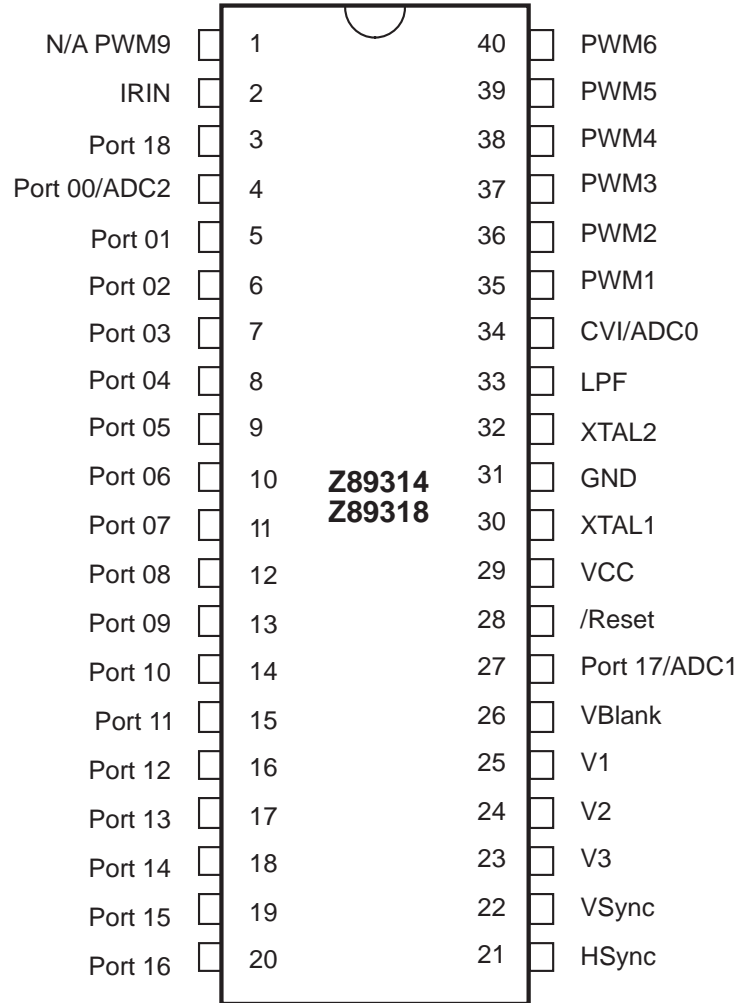 N/A PWM9 1 40 PWM6
IRIN 2 39 PWM5
Port 18 3 38 PWM4
Port 00/ADC2 4 37 PWM3
Port 01 5 36 PWM2
Port 02 6 35 PWM1
Port 03 7 34 CVI/ADC0
Port 04 8 33 LPF
Port 05 9 32 XTAL2
Port 06 10 Z89314 31 GND
Port 07 11 Z89318 30 XTAL1
Port 08 12 29 VCC
Port 09 13 28 /Reset
Port 10 14 27 Port 17/ADC1
Port 11 15 26 VBlank
Port 12 16 25 V1
Port 13 17 24 V2
Port 14 18 23 V3
Port 15 19 22 VSync
Port 16 20 21 HSync